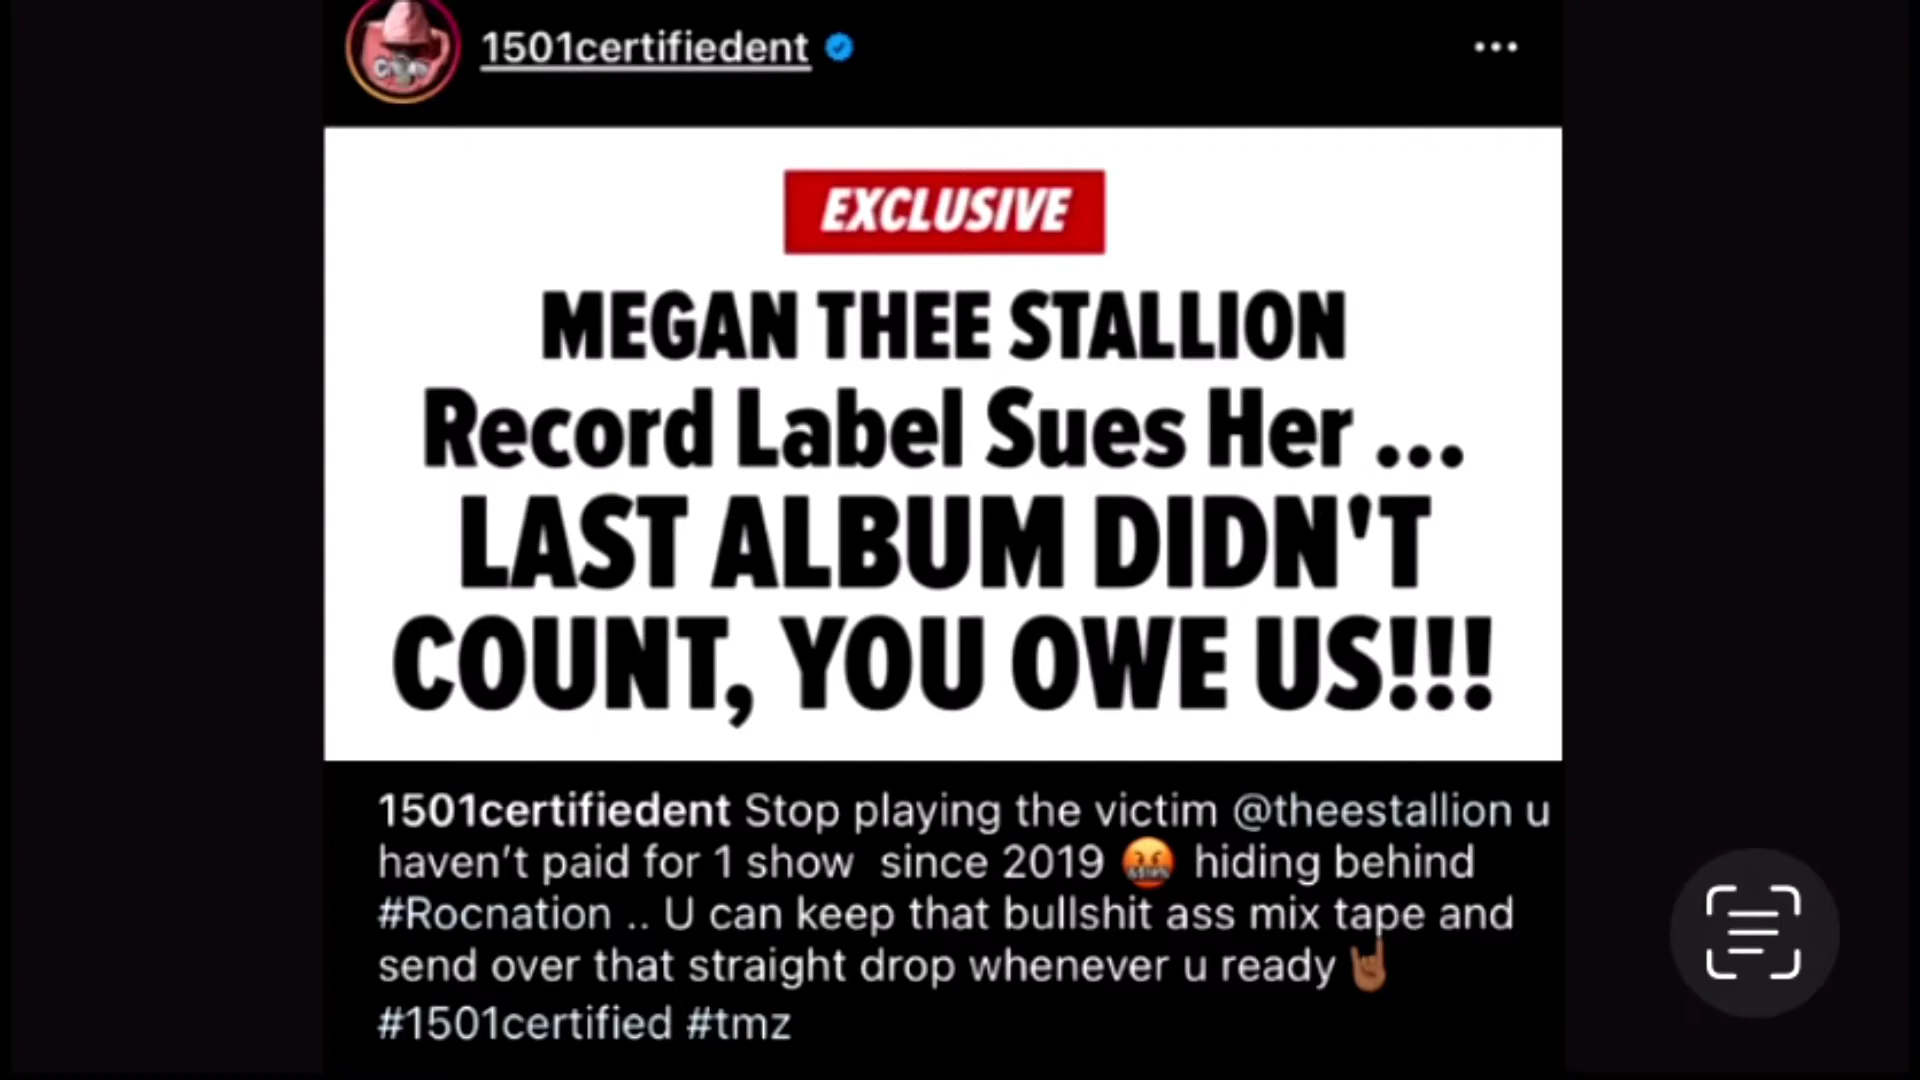 1501certifiedent
EXCLUSIVE
MEGAN THEE STALLION
Record Label Sues Her ...
LAST ALBUM DIDN'T
COUNT, YOU OWE US!!!
1501certifiedent Stop playing the victim @theestallion u
haven't paid for 1 show since 2019 🤬 hiding behind
#Rocnation .. U can keep that bullshit ass mix tape and
send over that straight drop whenever u ready 🤘🏾
#1501certified #tmz